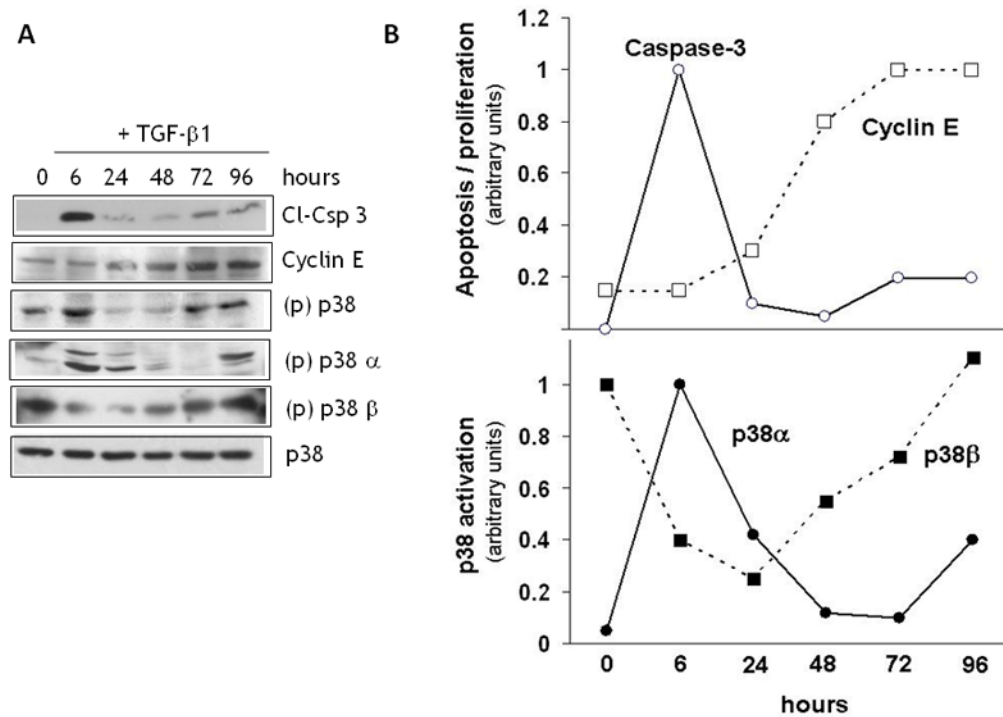 A
+ TGF-β1
0 6 24 48 72 96 hours
Cl-Csp 3
Cyclin E
(p) p38
(p) p38 α
(p) p38 β
p38
B
Apoptosis / proliferation
(arbitrary units)
1.2
1
0.8
0.6
0.4
0.2
Caspase-3
Cyclin E
p38 activation
(arbitrary units)
1
0.8
0.6
0.4
0.2
0
p38α
p38β
0 6 24 48 72 96
hours